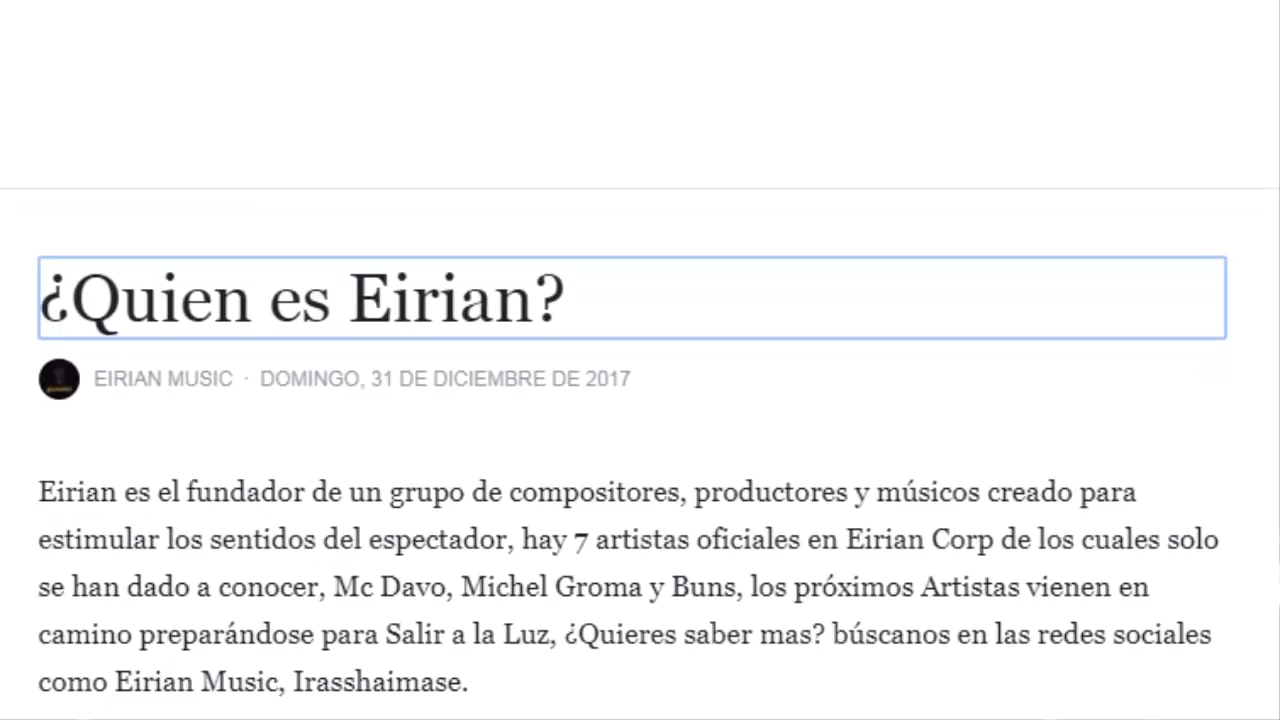 ¿Quien es Eirian?
EIRIAN MUSIC · DOMINGO, 31 DE DICIEMBRE DE 2017
Eirian es el fundador de un grupo de compositores, productores y músicos creado para
estimular los sentidos del espectador, hay 7 artistas oficiales en Eirian Corp de los cuales solo
se han dado a conocer, Mc Davo, Michel Groma y Buns, los próximos Artistas vienen en
camino preparándose para Salir a la Luz, ¿Quieres saber mas? búscanos en las redes sociales
como Eirian Music, Irasshaimase.